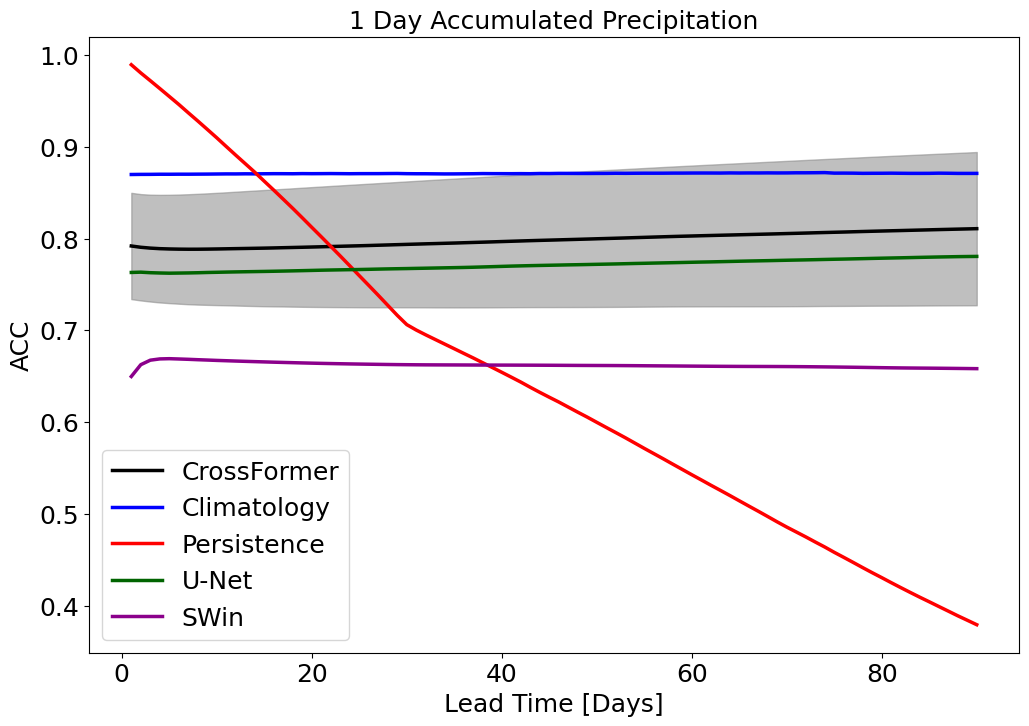 1 Day Accumulated Precipitation
1.0
0.9
0.8
0.7
0.6
0.5
0.4
ACC
CrossFormer
Climatology
Persistence
U-Net
SWin
0
20
40
60
80
Lead Time [Days]